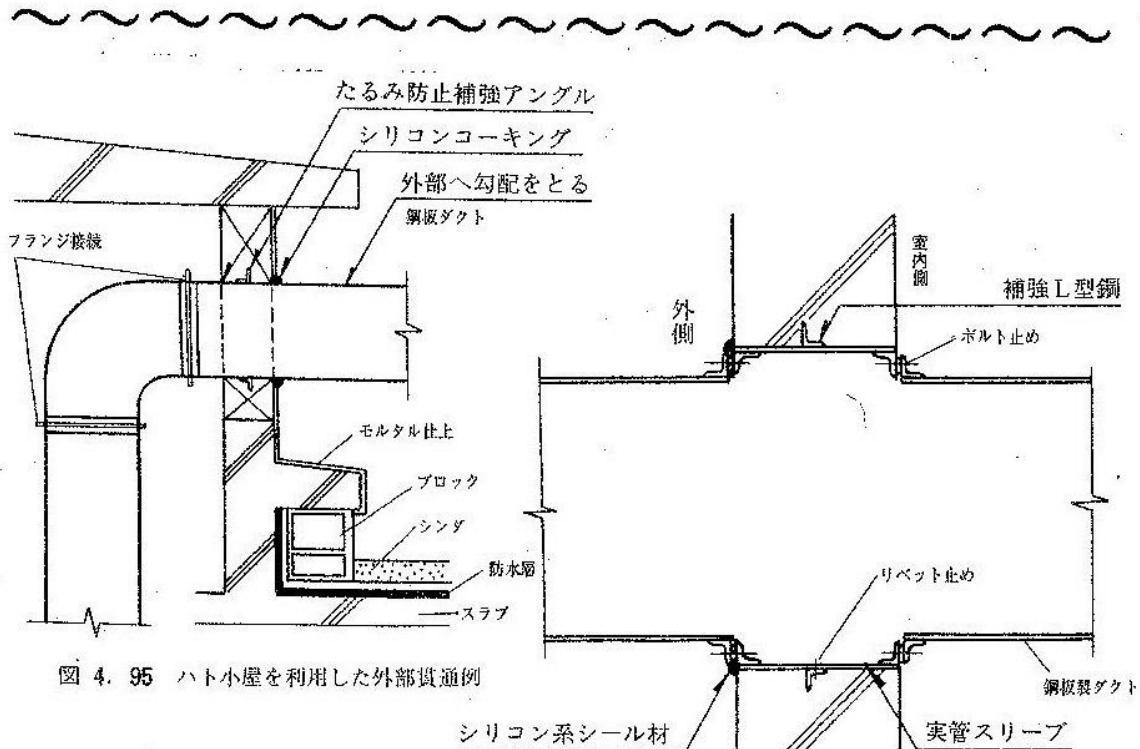 たるみ防止補強アングル
シリコンコーキング
外部へ勾配をとる
鋼板ダクト
フランジ接続
モルタル仕上
ブロック
シンダ
防水層
スラブ
図 4. 95 ハト小屋を利用した外部貫通例
外側
室内側
補強L型鋼
ボルト止め
リベット止め
鋼板製ダクト
シリコン系シール材
実管スリーブ